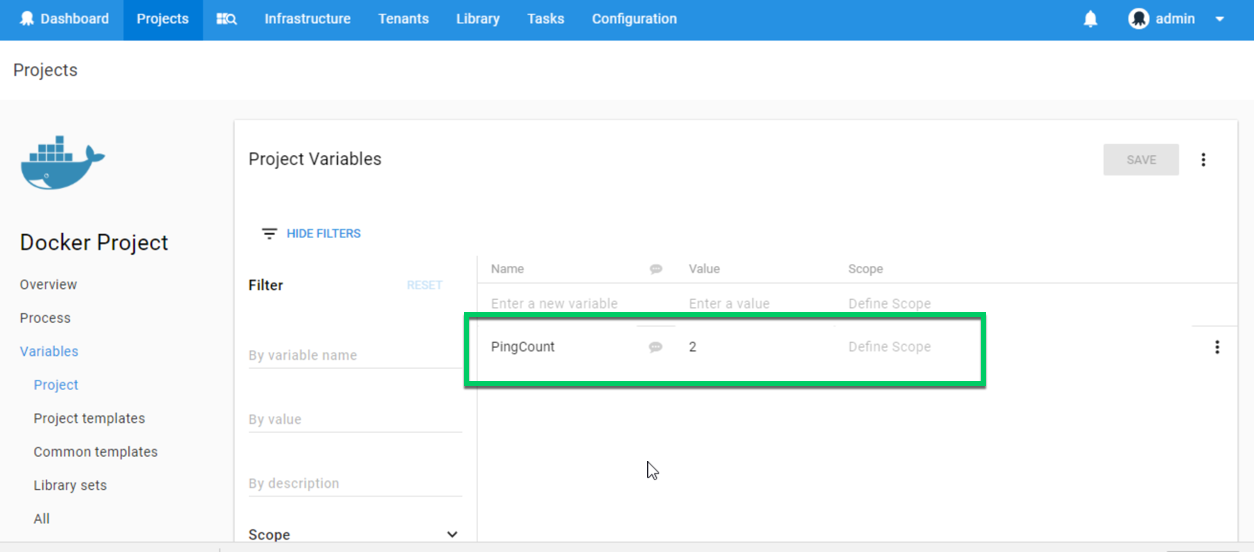 Dashboard Projects Infrastructure Tenants Library Tasks Configuration admin
Projects
Docker Project
Overview
Process
Variables
Project
Project templates
Common templates
Library sets
All
Project Variables
SAVE
HIDE FILTERS
Filter RESET
By variable name
By value
By description
Scope
Name Value Scope
Enter a new variable Enter a value Define Scope
PingCount 2 Define Scope